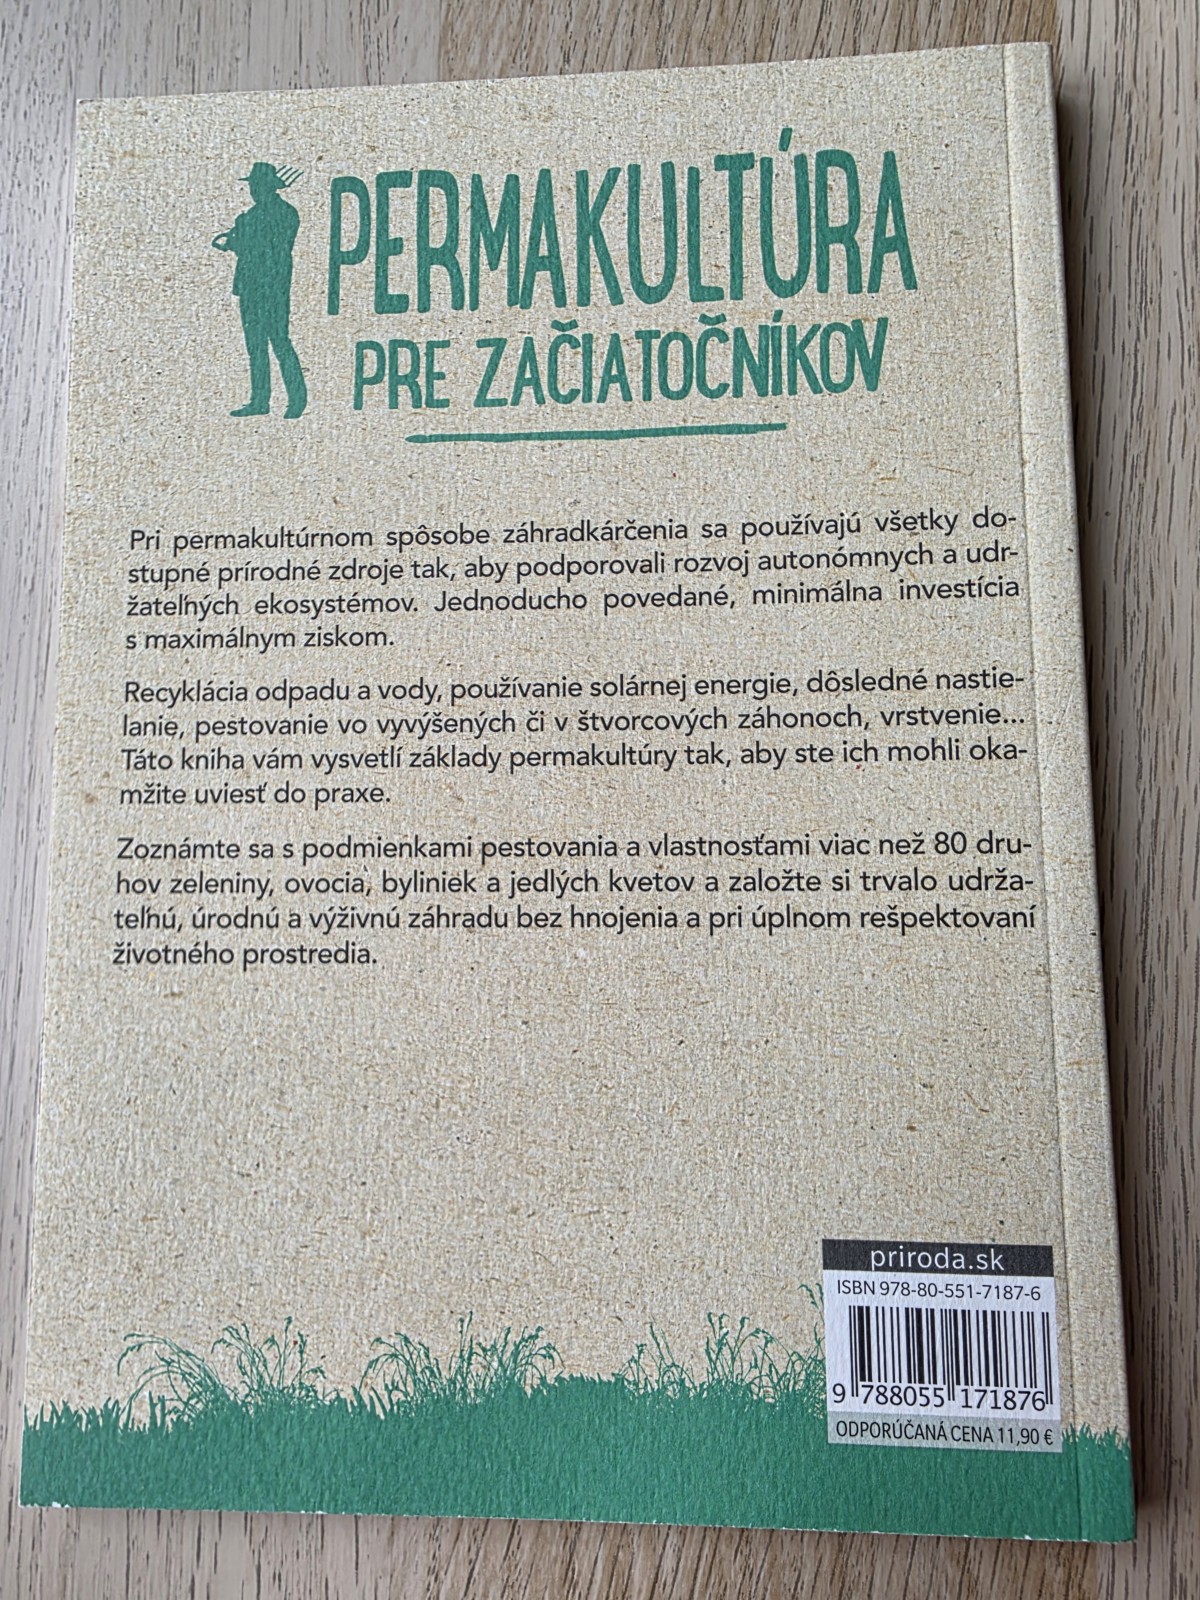 PERMAKULTÚRA
PRE ZAČIATOČNÍKOV
Pri permakultúrnom spôsobe záhradkárčenia sa používajú všetky do-
stupné prírodné zdroje tak, aby podporovali rozvoj autonómnych a udr-
žateľných ekosystémov. Jednoducho povedané, minimálna investícia
s maximálnym ziskom.
Recyklácia odpadu a vody, používanie solárnej energie, dôsledné nastie-
lanie, pestovanie vo vyvýšených či v štvorcových záhonoch, vrstvenie...
Táto kniha vám vysvetlí základy permakultúry tak, aby ste ich mohli oka-
mžite uviesť do praxe.
Zoznámte sa s podmienkami pestovania a vlastnosťami viac než 80 dru-
hov zeleniny, ovocia, byliniek a jedlých kvetov a založte si trvalo udrža-
teľnú, úrodnú a výživnú záhradu bez hnojenia a pri úplnom rešpektovaní
životného prostredia.
priroda.sk
ISBN 978-80-551-7187-6
9 788055 171876
ODPORÚČANÁ CENA 11,90 €